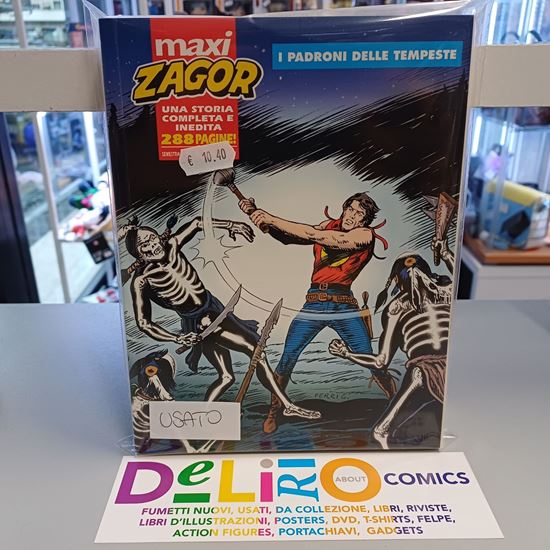 maxi
ZAGOR
UNA STORIA
COMPLETA E
INEDITA
288 PAGINE!
I PADRONI DELLE TEMPESTE
€ 10.40
FERRI G.
USATO
DELIRIO
ABOUT
COMICS
FUMETTI NUOVI, USATI, DA COLLEZIONE, LIBRI, RIVISTE,
LIBRI D'ILLUSTRAZIONI, POSTERS, DVD, T-SHIRTS, FELPE,
ACTION FIGURES, PORTACHIAVI, GADGETS